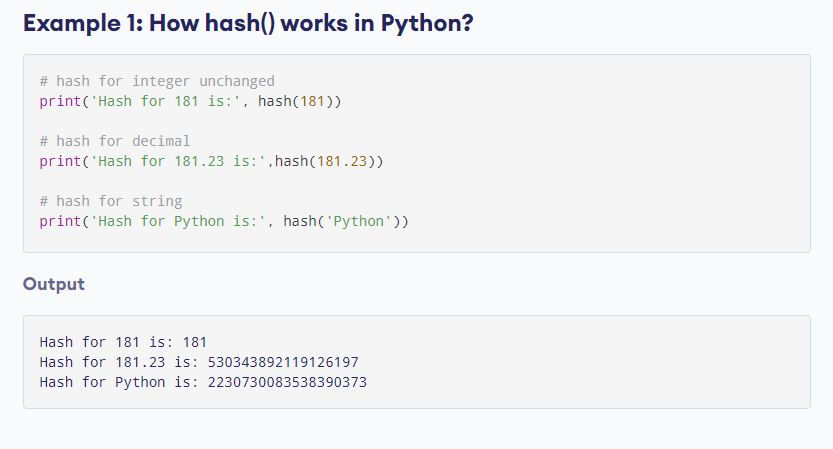 Example 1: How hash() works in Python?
# hash for integer unchanged
print('Hash for 181 is:', hash(181))
# hash for decimal
print('Hash for 181.23 is:',hash(181.23))
# hash for string
print('Hash for Python is:', hash('Python'))
Output
Hash for 181 is: 181
Hash for 181.23 is: 530343892119126197
Hash for Python is: 2230730083538390373